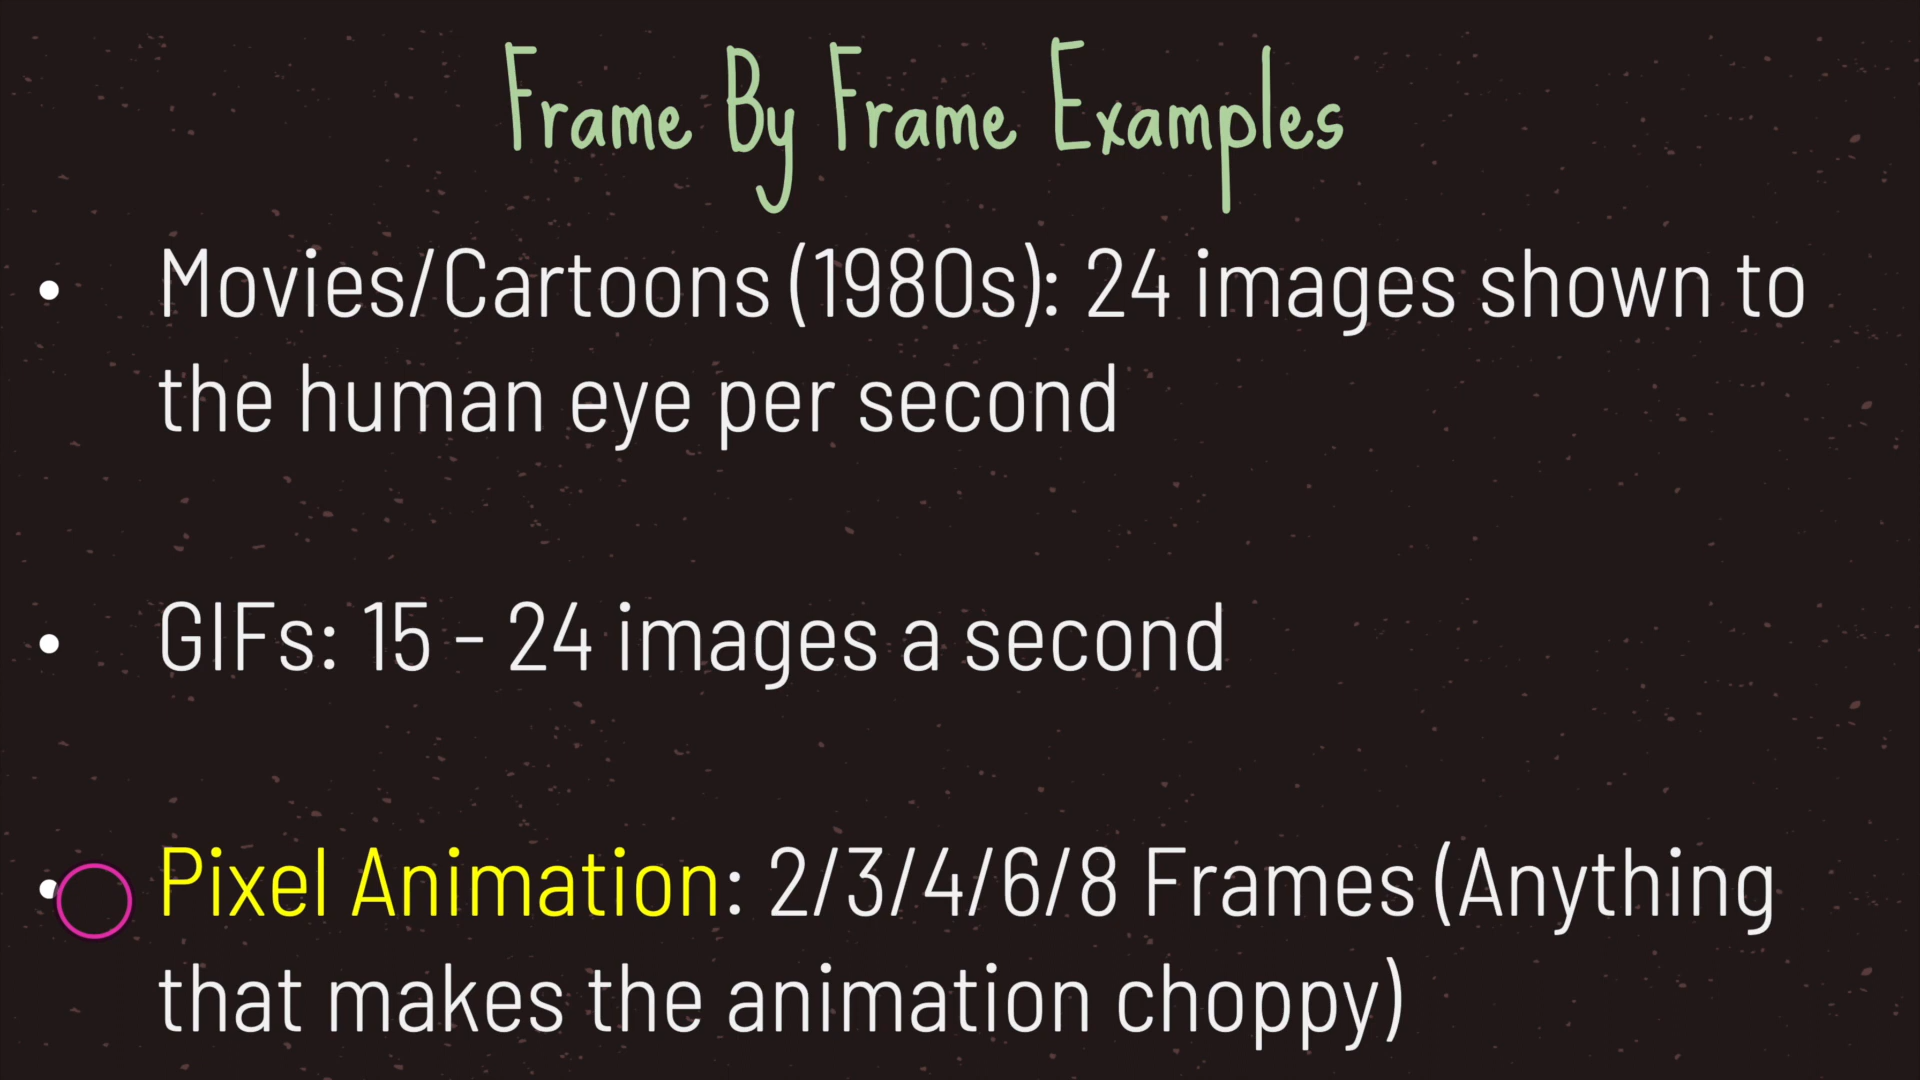 Frame By Frame Examples
• Movies/Cartoons (1980s): 24 images shown to
the human eye per second
• GIFs: 15 - 24 images a second
• Pixel Animation: 2/3/4/6/8 Frames (Anything
that makes the animation choppy)